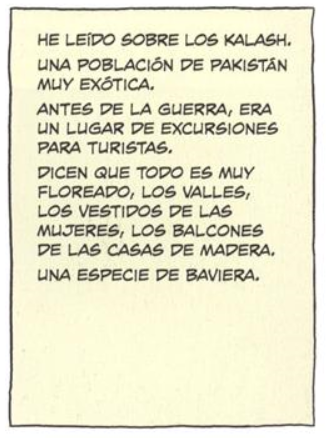 HE LEÍDO SOBRE LOS KALASH.
UNA POBLACIÓN DE PAKISTÁN
MUY EXÓTICA.
ANTES DE LA GUERRA, ERA
UN LUGAR DE EXCURSIONES
PARA TURISTAS.
DICEN QUE TODO ES MUY
FLOREADO, LOS VALLES,
LOS VESTIDOS DE LAS
MUJERES, LOS BALCONES
DE LAS CASAS DE MADERA.
UNA ESPECIE DE BAVIERA.